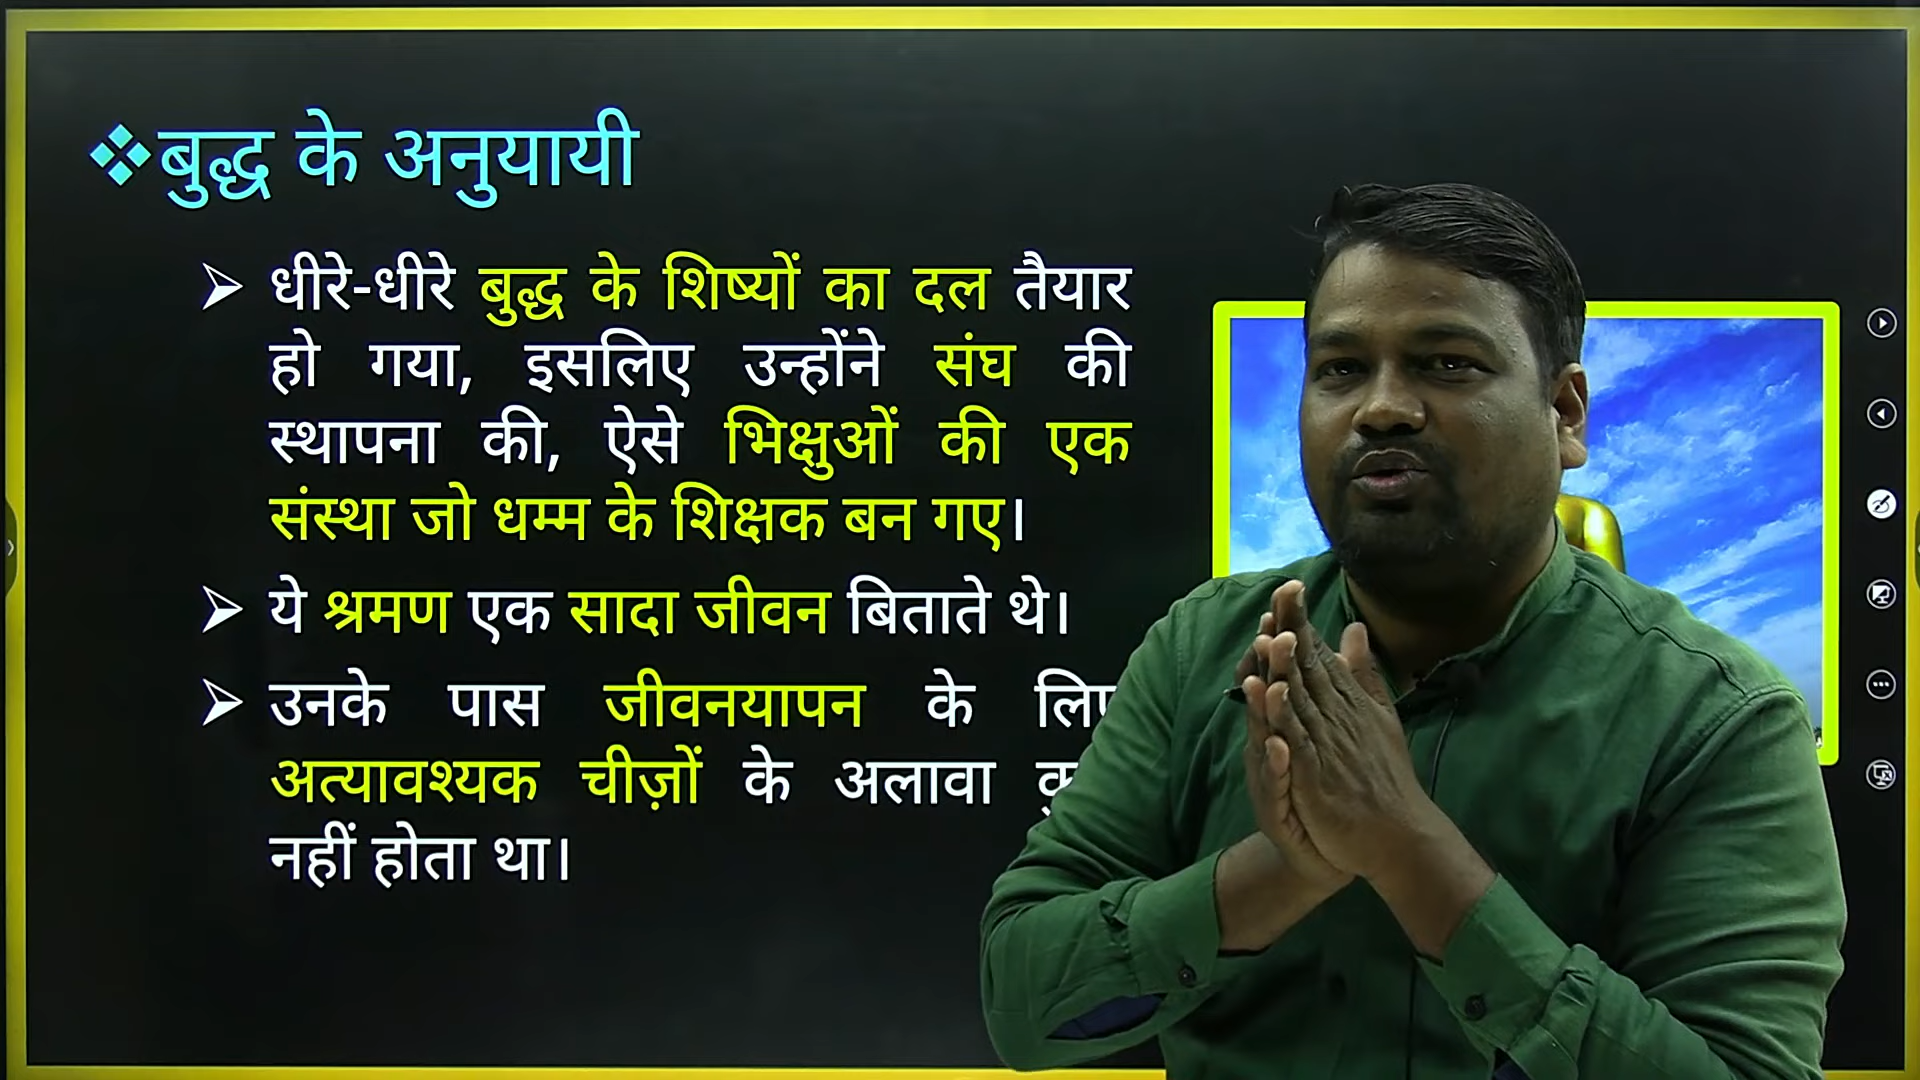 ❖बुद्ध के अनुयायी
➢ धीरे-धीरे बुद्ध के शिष्यों का दल तैयार
हो गया, इसलिए उन्होंने संघ की
स्थापना की, ऐसे भिक्षुओं की एक
संस्था जो धम्म के शिक्षक बन गए।
➢ ये श्रमण एक सादा जीवन बिताते थे।
➢ उनके पास जीवनयापन के
अत्यावश्यक चीज़ों के अलावा
नहीं होता था।